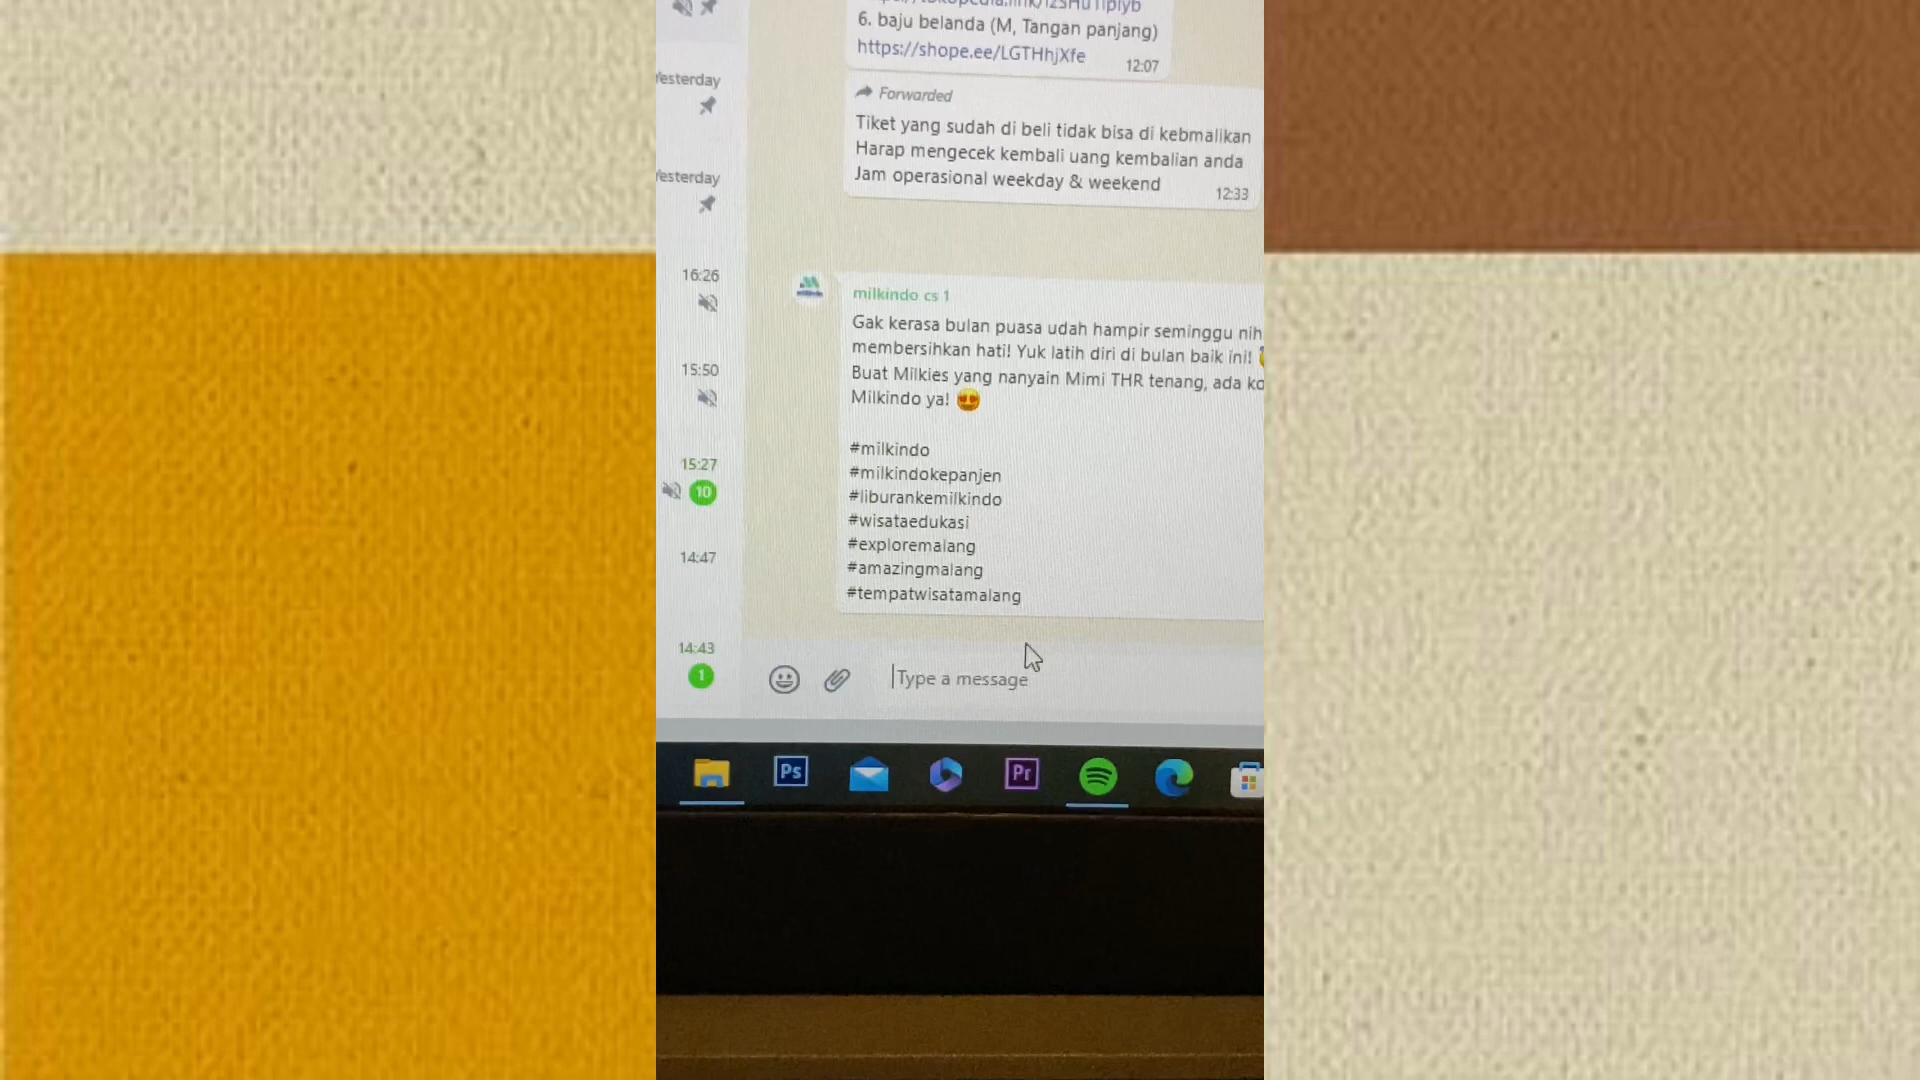 6. baju belanda (M, Tangan panjang)
https://shope.ee/LGTHhjXfe
12:07
Yesterday
Forwarded
Tiket yang sudah di beli tidak bisa di kebmalikan
Harap mengecek kembali uang kembalian anda
Jam operasional weekday & weekend
12:33
Yesterday
16:26
milkindo cs 1
Gak kerasa bulan puasa udah hampir seminggu nih
membersihkan hati! Yuk latih diri di bulan baik ini!
15:50
Buat Milkies yang nanyain Mimi THR tenang, ada
Milkindo ya! 😍
#milkindo
15:27
#milkindokepanjen
10
#liburankemilkindo
#wisataedukasi
#exploremalang
14:47
#amazingmalang
#tempatwisatamalang
14:43
1
Type a message
Ps
Pr